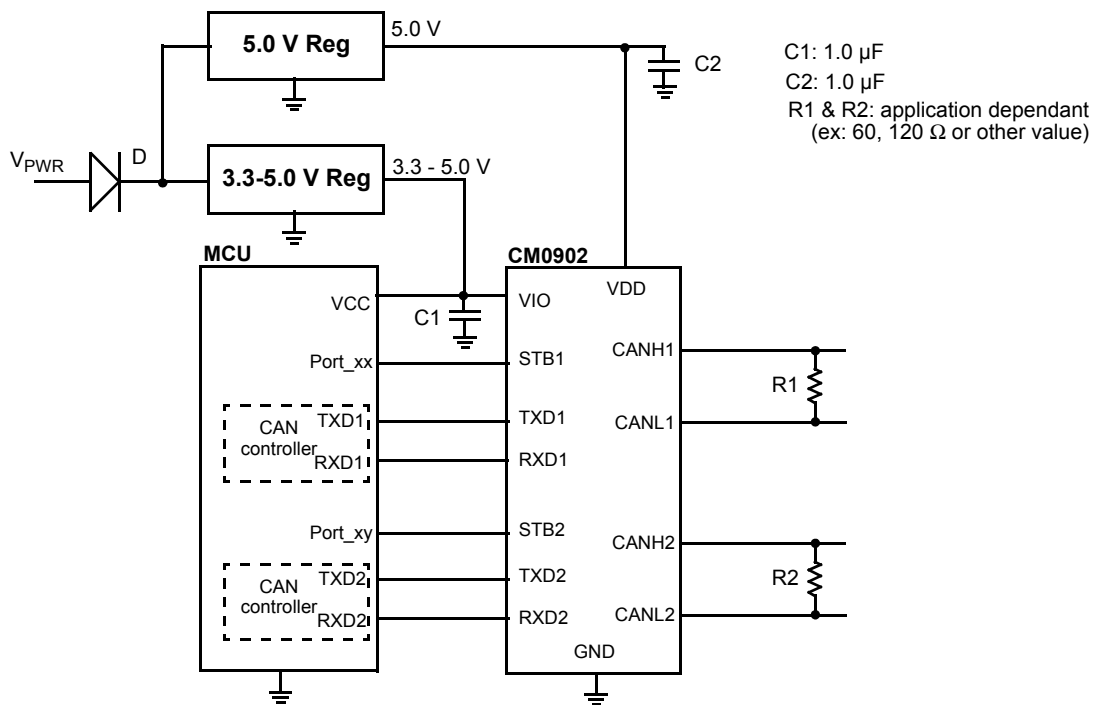 5.0 V Reg
5.0 V
C2
C1: 1.0 µF
C2: 1.0 µF
R1 & R2: application dependant
(ex: 60, 120 Ω or other value)
VPWR
D
3.3-5.0 V Reg
3.3 - 5.0 V
MCU
CM0902
VCC
C1
VIO
VDD
Port_xx
STB1
CANH1
R1
CAN
controller
TXD1
TXD1
CANL1
RXD1
RXD1
Port_xy
STB2
CANH2
CAN
controller
TXD2
TXD2
R2
RXD2
RXD2
CANL2
GND